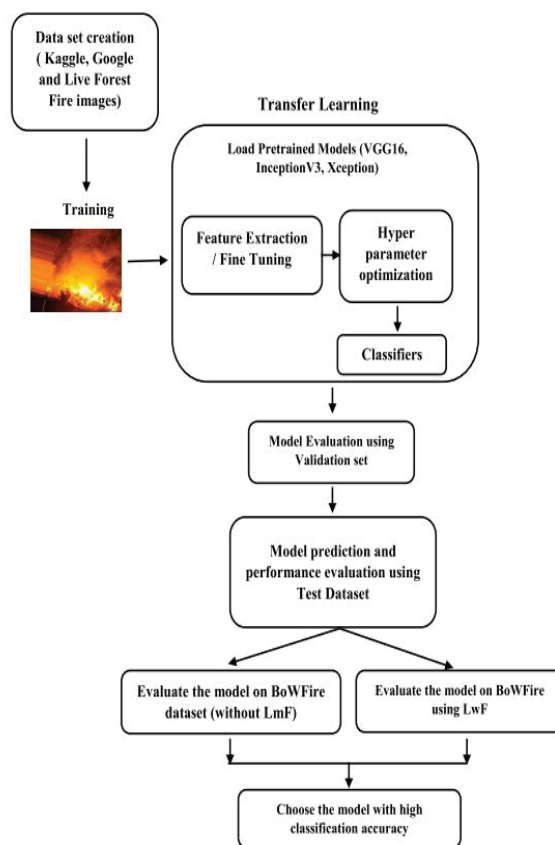 Data set creation
( Kaggle, Google
and Live Forest
Fire images)
Training
Transfer Learning
Load Pretrained Models (VGG16,
InceptionV3, Xception)
Feature Extraction
/ Fine Tuning
Hyper
parameter
optimization
Classifiers
Model Evaluation using
Validation set
Model prediction and
performance evaluation using
Test Dataset
Evaluate the model on BoWFire
dataset (without LmF)
Evaluate the model on BoWFire
using LwF
Choose the model with high
classification accuracy